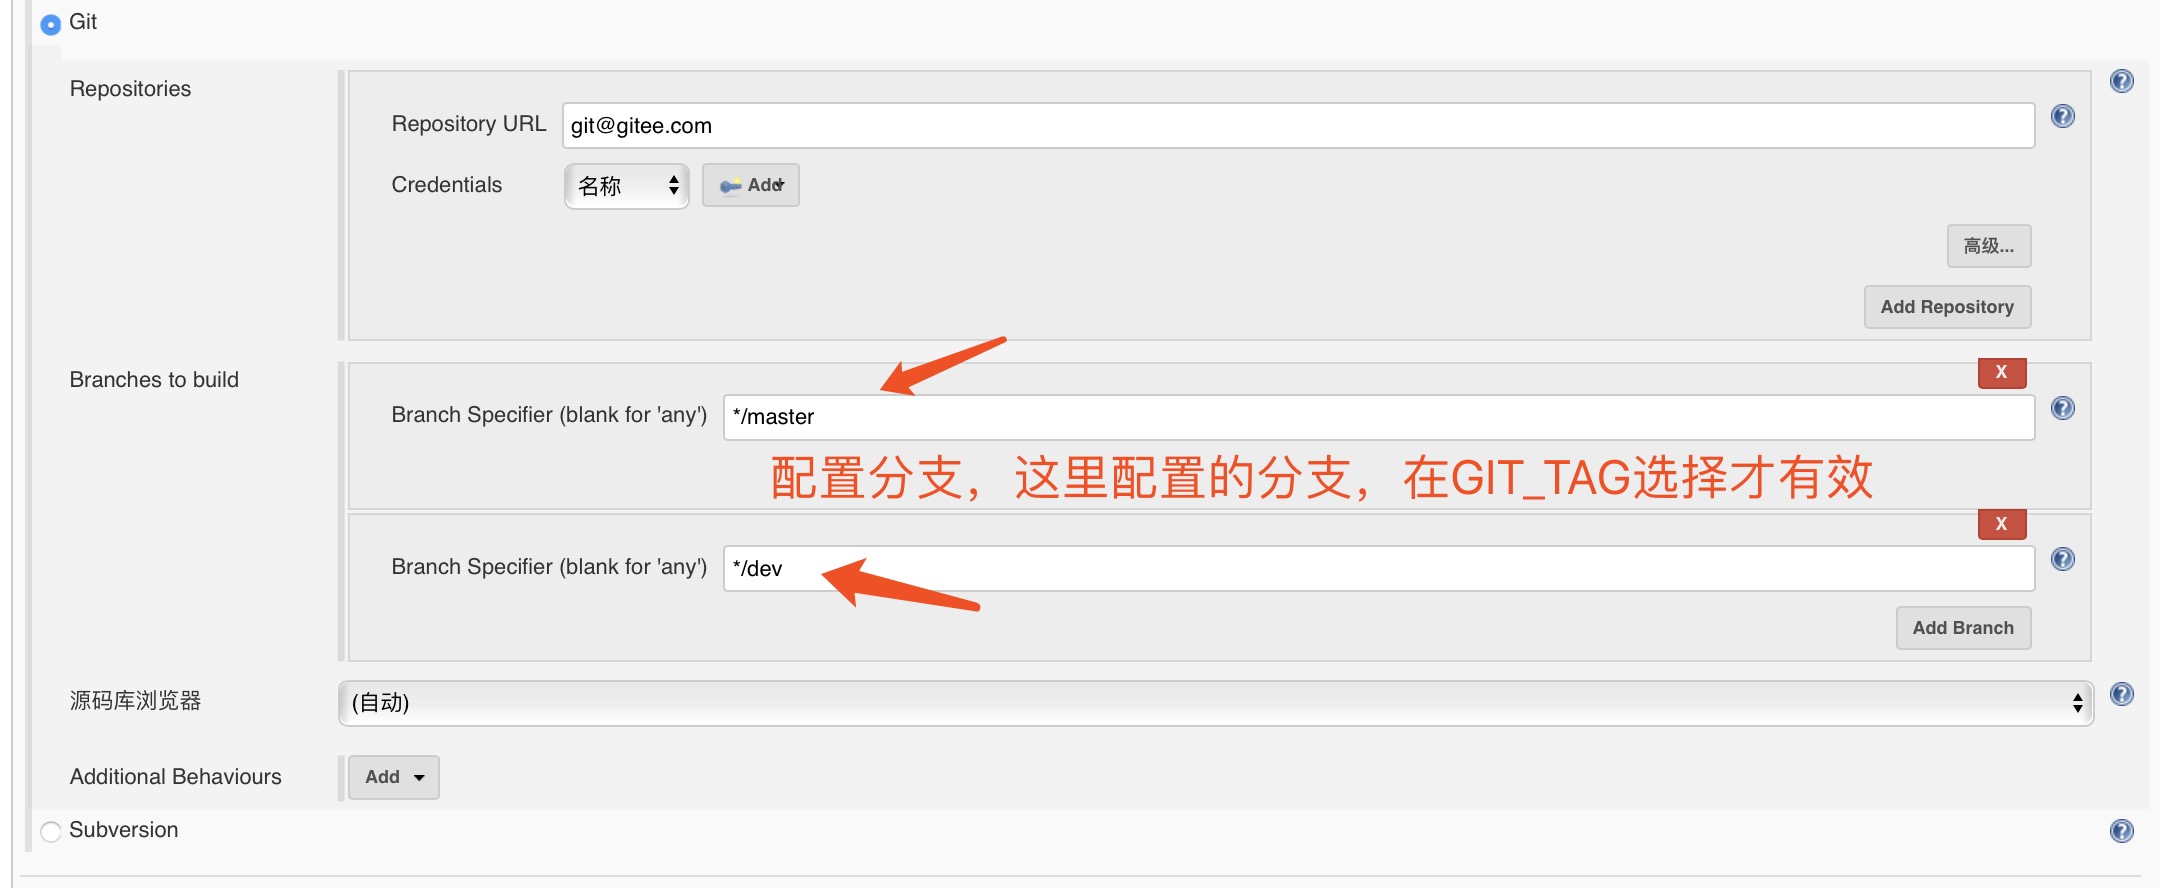 Git
Repositories
Repository URL git@gitee.com
Credentials 名称 Add
高级...
Add Repository
Branches to build
X
Branch Specifier (blank for 'any') */master
配置分支，这里配置的分支，在GIT_TAG选择才有效
X
Branch Specifier (blank for 'any') */dev
Add Branch
源码库浏览器 (自动)
Additional Behaviours Add
Subversion